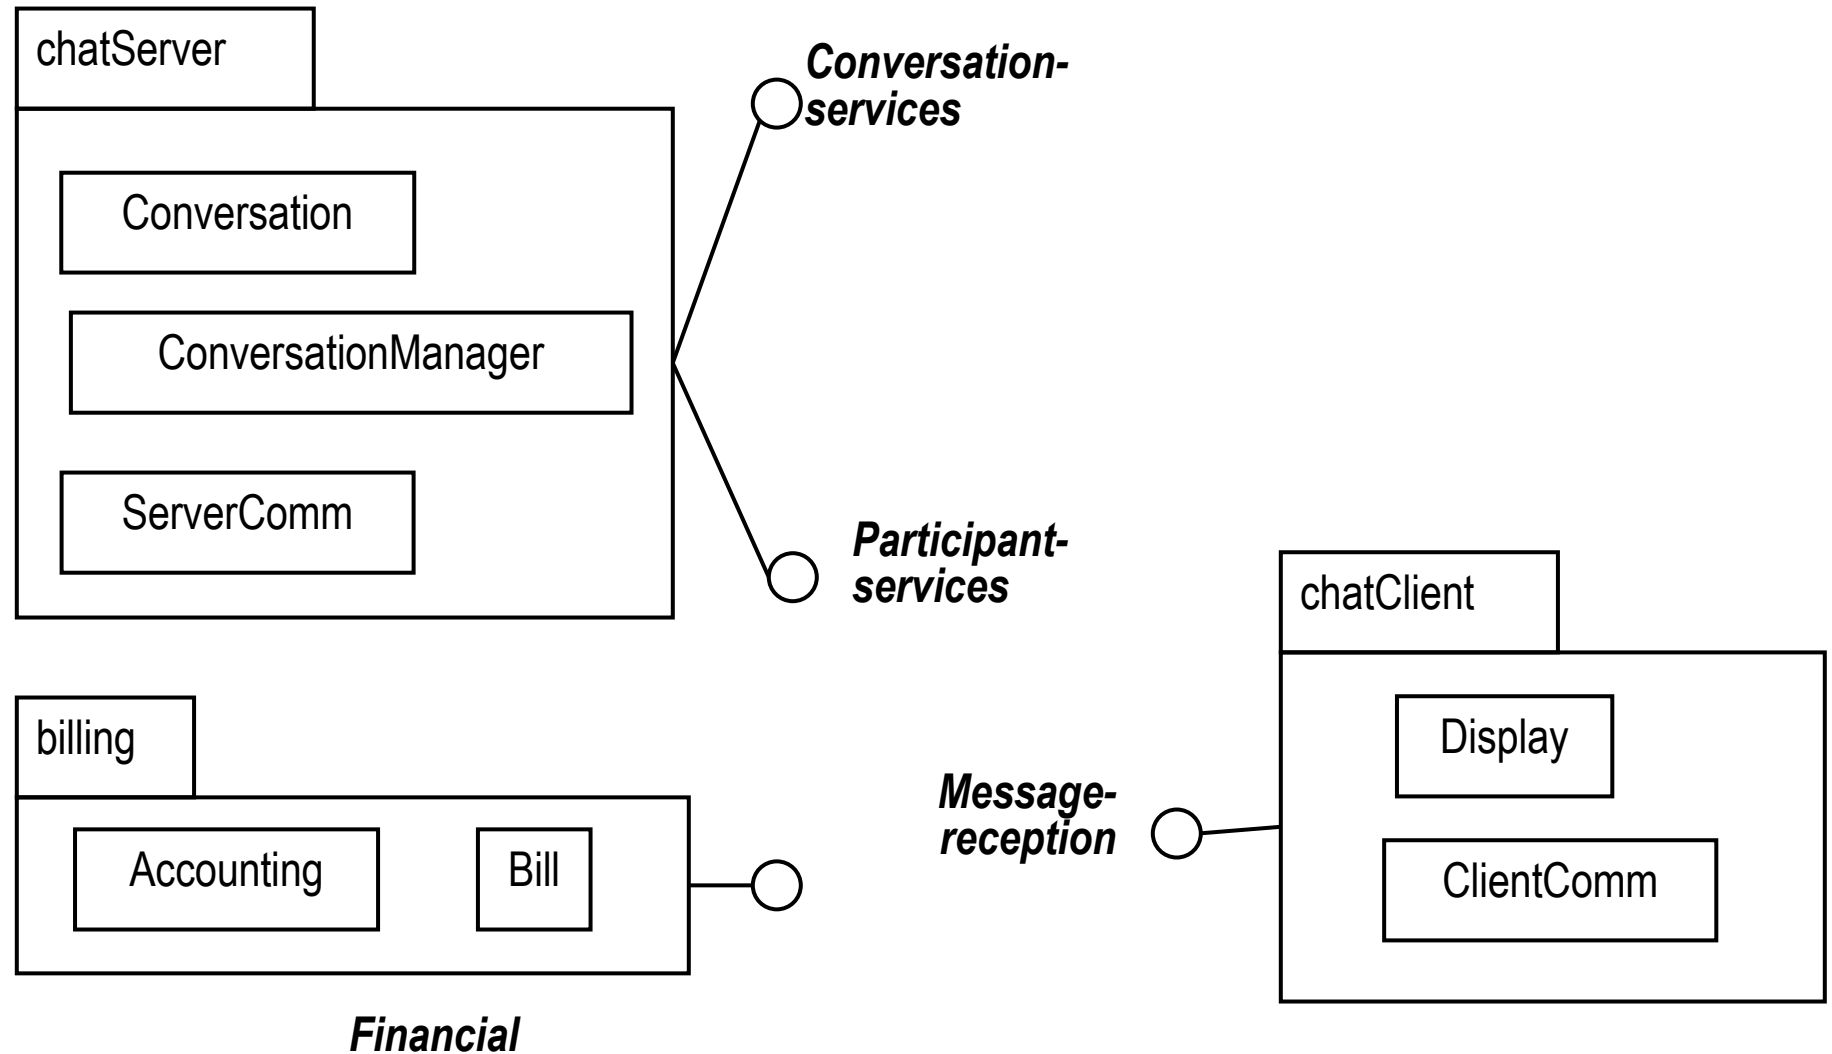 chatServer
Conversation-
services
Conversation
ConversationManager
ServerComm
Participant-
services
chatClient
billing
Display
Message-
reception
Accounting
Bill
ClientComm
Financial